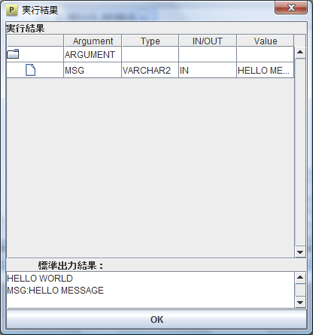 実行結果
実行結果
Argument Type IN/OUT Value
ARGUMENT
MSG VARCHAR2 IN HELLO ME...
標準出力結果：
HELLO WORLD
MSG:HELLO MESSAGE
OK